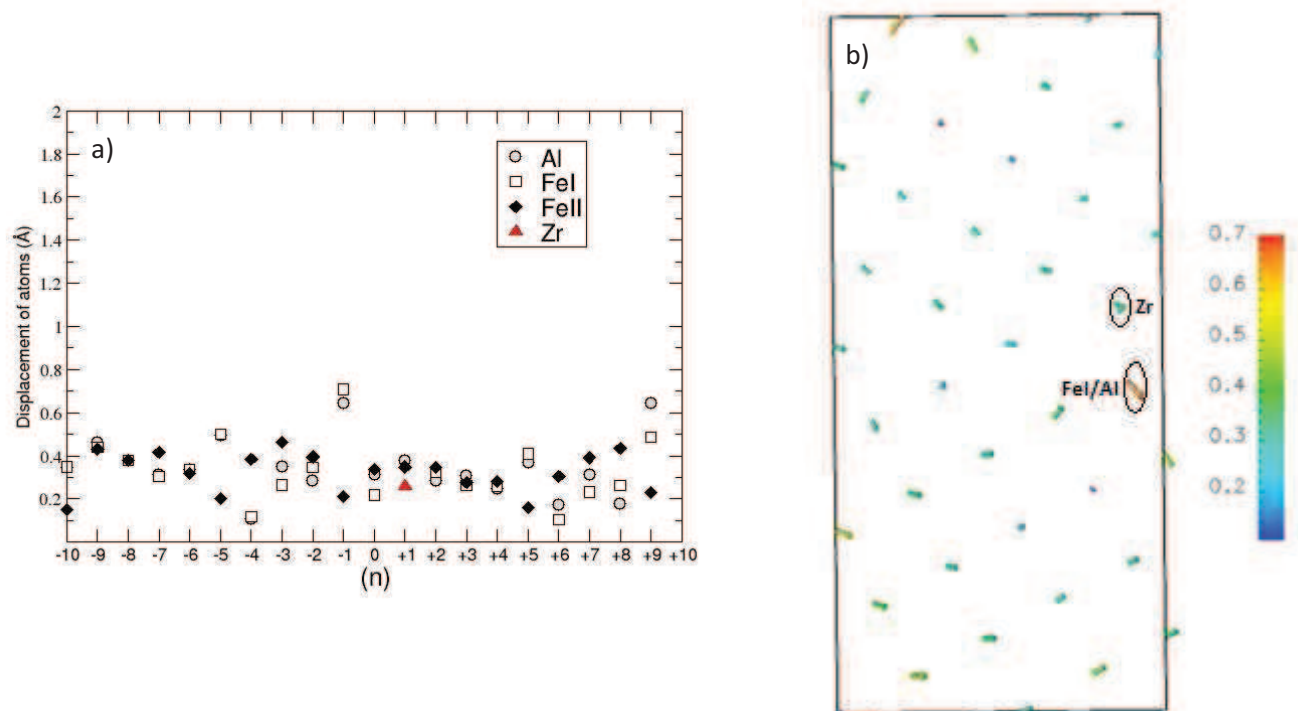 a)
Displacement of atoms (Å)
2
1.8
1.6
1.4
1.2
1
0.8
0.6
0.4
0.2
Al
FeI
FeII
Zr
-10 -9 -8 -7 -6 -5 -4 -3 -2 -1 0 +1 +2 +3 +4 +5 +6 +7 +8 +9 +10
(n)
b)
Zr
FeI/Al
0.7
0.6
0.5
0.4
0.3
0.2